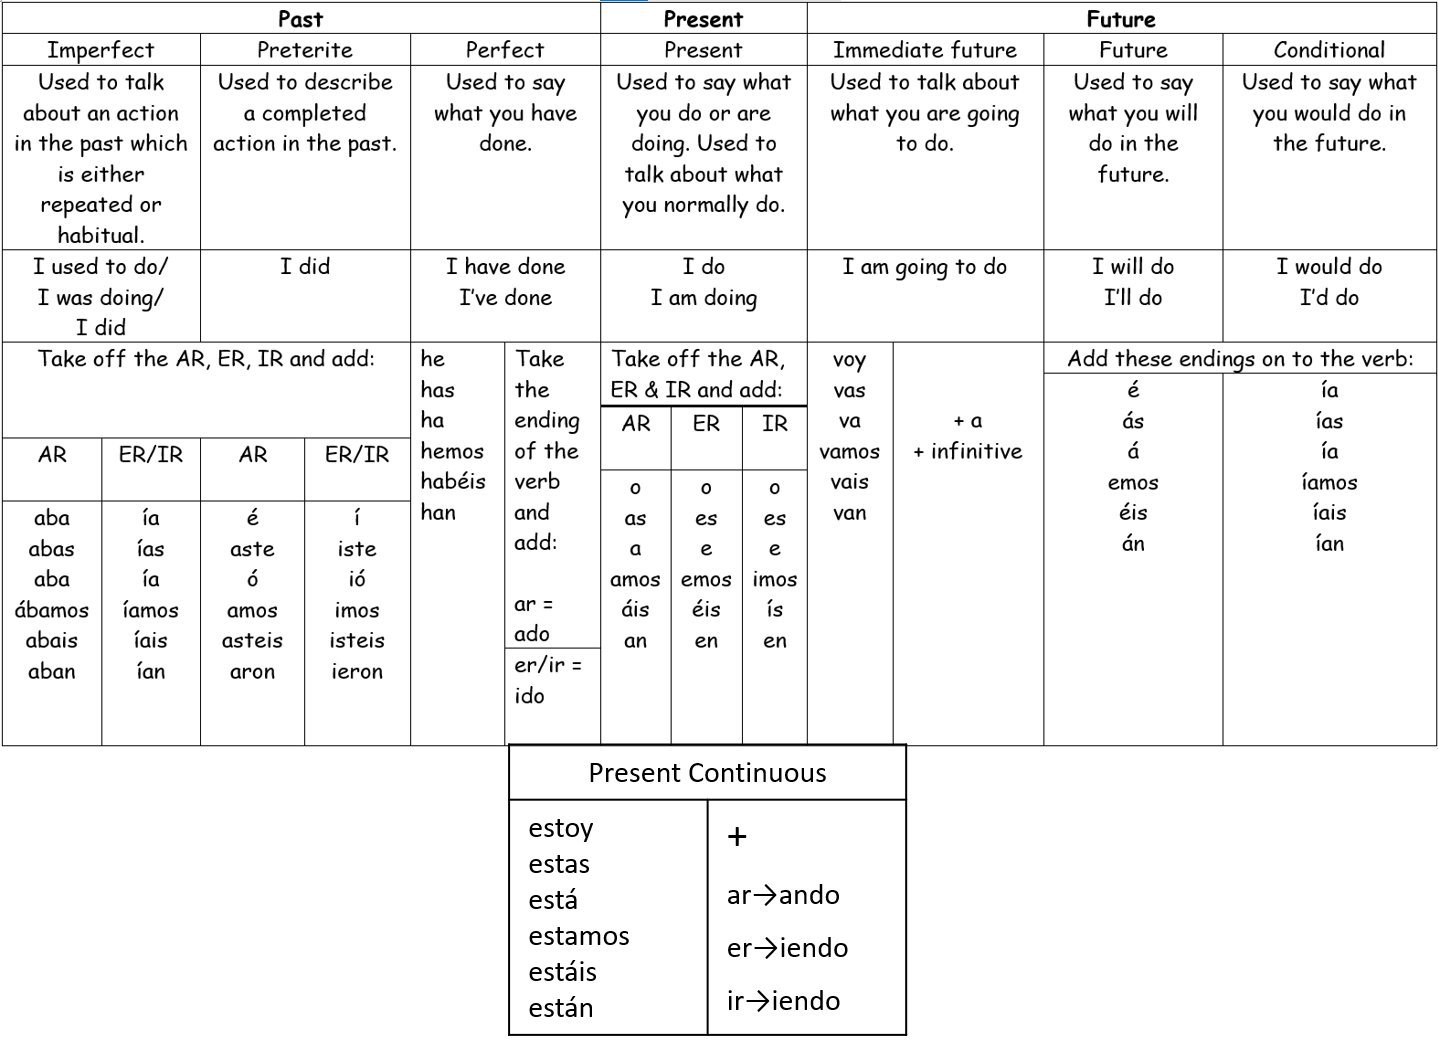 Past Present Future
Imperfect Preterite Perfect Present Immediate future Future Conditional
Used to talk
about an action
in the past which
is either
repeated or
habitual.
Used to describe
a completed
action in the past.
Used to say
what you have
done.
Used to say what
you do or are
doing. Used to
talk about what
you normally do.
Used to talk about
what you are going
to do.
Used to say
what you will
do in the
future.
Used to say what
you would do in
the future.
I used to do/
I was doing/
I did
I did
I have done
I've done
I do
I am doing
I am going to do
I will do
I'll do
I would do
I'd do
Take off the AR, ER, IR and add:
AR ER/IR AR ER/IR
aba
abas
aba
ábamos
abais
aban
ía
ías
ía
íamos
íais
ían
é
aste
ó
amos
asteis
aron
í
iste
ió
imos
isteis
ieron
he
has
ha
hemos
habéis
han
Take
the
ending
of the
verb
and
add:
ar =
ado
er/ir =
ido
Take off the AR,
ER & IR and add:
AR ER IR
o
as
a
amos
áis
an
o
es
e
emos
éis
en
o
es
e
imos
ís
en
voy
vas
va
vamos
vais
van
+ a
+ infinitive
Add these endings on to the verb:
é
ás
á
emos
éis
án
ía
ías
ía
íamos
íais
ían
Present Continuous
estoy
estas
está
estamos
estáis
están
+
ar→ando
er→iendo
ir→iendo